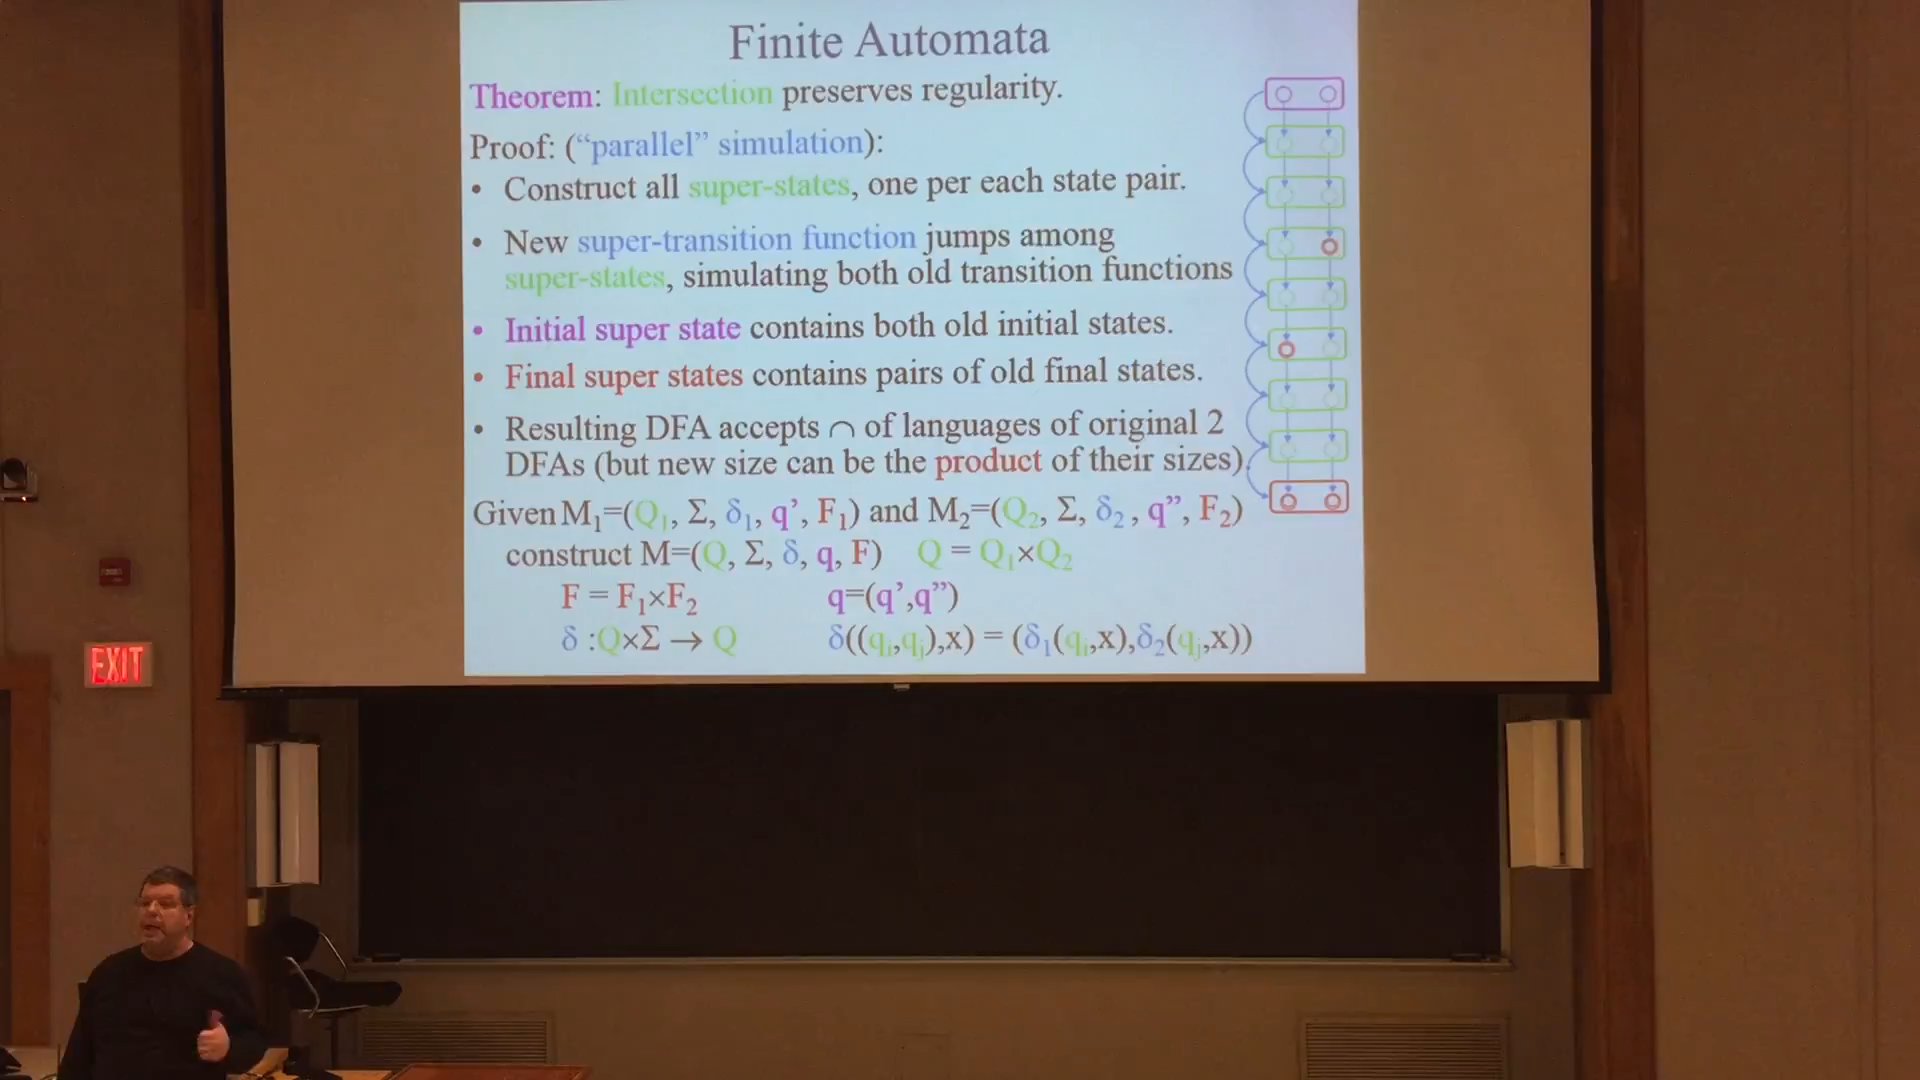 Finite Automata
Theorem: Intersection preserves regularity.
Proof: (“parallel” simulation):
• Construct all super-states, one per each state pair.
• New super-transition function jumps among
super-states, simulating both old transition functions
• Initial super state contains both old initial states.
• Final super states contains pairs of old final states.
• Resulting DFA accepts ∩ of languages of original 2
DFAs (but new size can be the product of their sizes).
Given M₁=(Q₁, Σ, δ₁, q’, F₁) and M₂=(Q₂, Σ, δ₂, q”, F₂)
construct M=(Q, Σ, δ, q, F) Q = Q₁×Q₂
F = F₁×F₂ q=(q’,q”)
δ :Q×Σ → Q δ((qᵢ,qⱼ),x) = (δ₁(qᵢ,x),δ₂(qⱼ,x))
EXIT